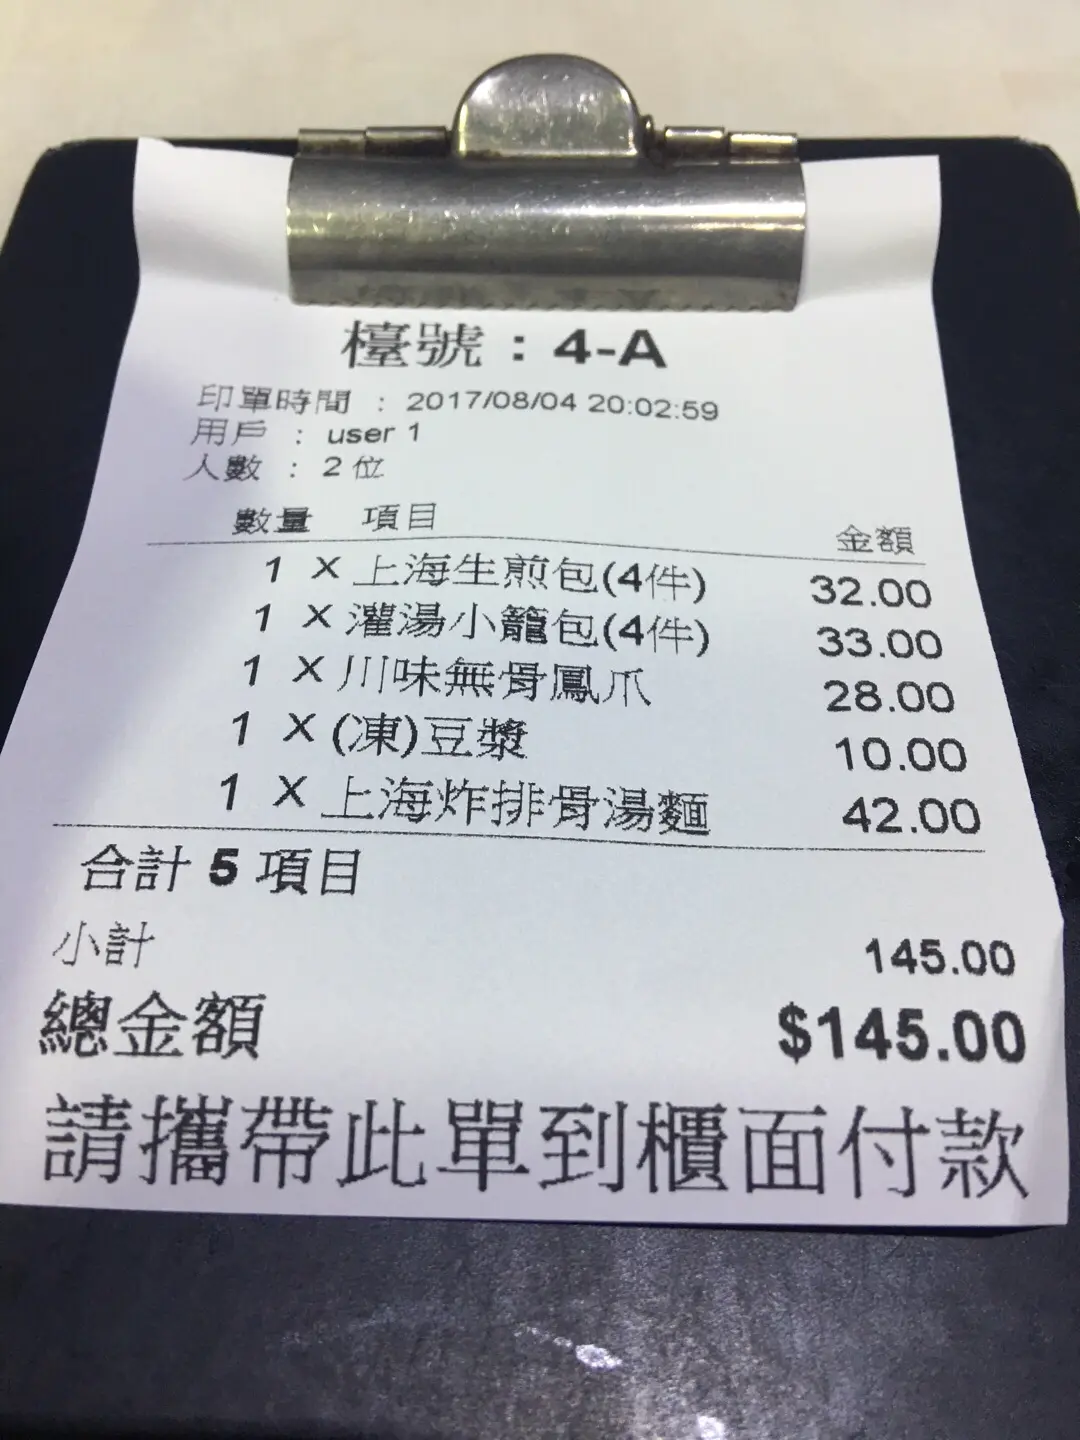 檯號：4-A
印單時間 ： 2017/08/04 20:02:59
用戶 ： user 1
人數 ： 2 位
數量 項目 金額
1 X 上海生煎包(4件) 32.00
1 X 灌湯小籠包(4件) 33.00
1 X 川味無骨鳳爪 28.00
1 X (凍)豆漿 10.00
1 X 上海炸排骨湯麵 42.00
合計 5 項目
小計 145.00
總金額 $145.00
請攜帶此單到櫃面付款